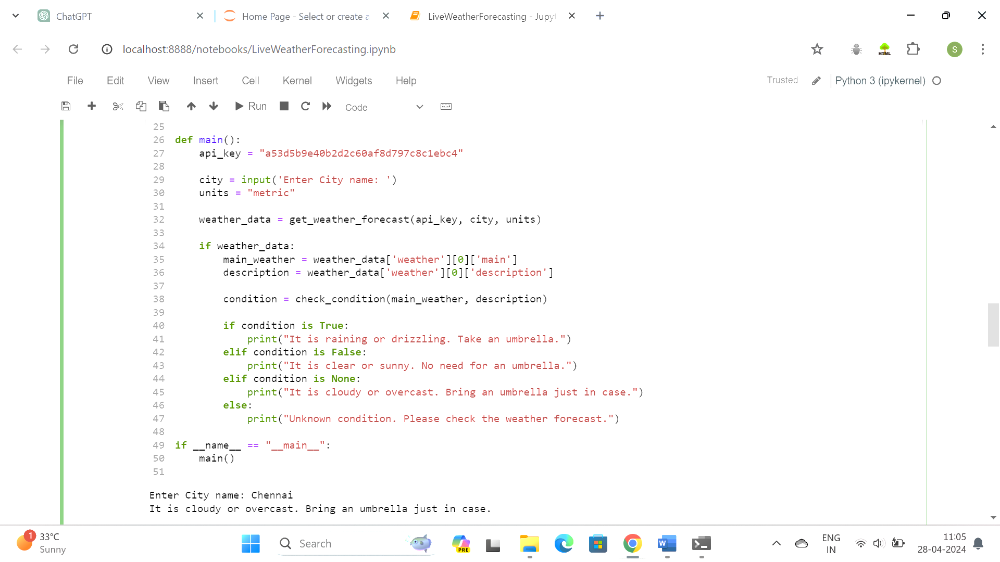 ChatGPT
Home Page - Select or create a
LiveWeatherForecasting - Jupyt
localhost:8888/notebooks/LiveWeatherForecasting.ipynb
HTML
S
File Edit View Insert Cell Kernel Widgets Help
Trusted
Python 3 (ipykernel)
Run
Code
25
26 def main():
27     api_key = "a53d5b9e40b2d2c60af8d797c8c1ebc4"
28
29     city = input('Enter City name: ')
30     units = "metric"
31
32     weather_data = get_weather_forecast(api_key, city, units)
33
34     if weather_data:
35         main_weather = weather_data['weather'][0]['main']
36         description = weather_data['weather'][0]['description']
37
38         condition = check_condition(main_weather, description)
39
40         if condition is True:
41             print("It is raining or drizzling. Take an umbrella.")
42         elif condition is False:
43             print("It is clear or sunny. No need for an umbrella.")
44         elif condition is None:
45             print("It is cloudy or overcast. Bring an umbrella just in case.")
46         else:
47             print("Unknown condition. Please check the weather forecast.")
48
49 if __name__ == "__main__":
50     main()
51
Enter City name: Chennai
It is cloudy or overcast. Bring an umbrella just in case.
1
33°C
Sunny
Search
PRE
W
ENG
IN
11:05
28-04-2024